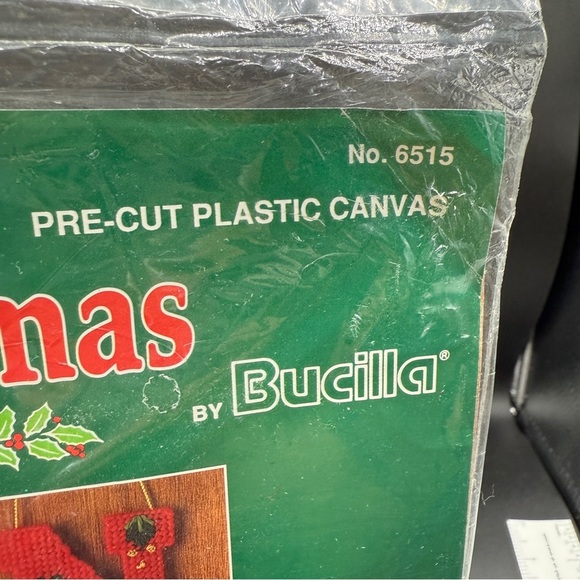 No. 6515
PRE-CUT PLASTIC CANVAS
mas
BY Bucilla®